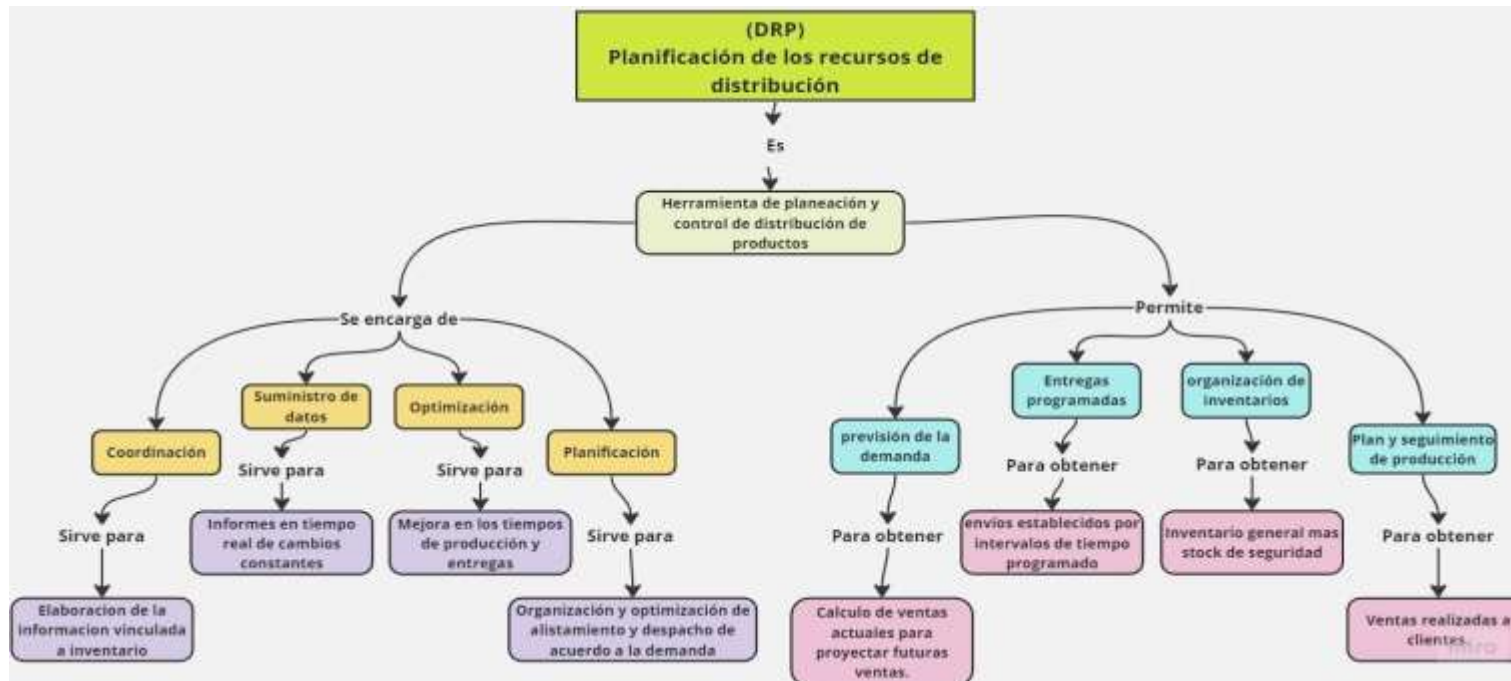 (DRP)
Planificación de los recursos de
distribución
Es
Herramienta de planeación y
control de distribución de
productos
Se encarga de
Coordinación
Sirve para
Elaboracion de la
informacion vinculada
a inventario
Suministro de
datos
Sirve para
Informes en tiempo
real de cambios
constantes
Optimización
Sirve para
Mejora en los tiempos
de producción y
entregas
Planificación
Sirve para
Organización y optimización de
alistamiento y despacho de
acuerdo a la demanda
Permite
previsión de la
demanda
Para obtener
Calculo de ventas
actuales para
proyectar futuras
ventas.
Entregas
programadas
Para obtener
envios establecidos por
intervalos de tiempo
programado
organización de
inventarios
Para obtener
Inventario general mas
stock de seguridad
Plan y seguimiento
de producción
Para obtener
Ventas realizadas a
clientes.
miro